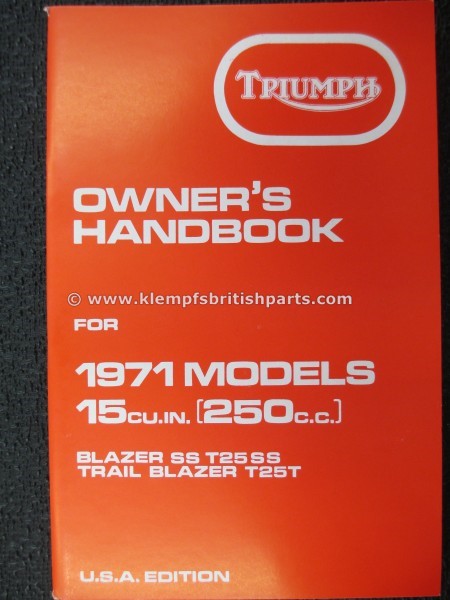 TRIUMPH
OWNER'S
HANDBOOK
© www.klempfsbritishparts.com
FOR
1971 MODELS
15CU.IN. [250C.C.]
BLAZER SS T25SS
TRAIL BLAZER T25T
U.S.A. EDITION